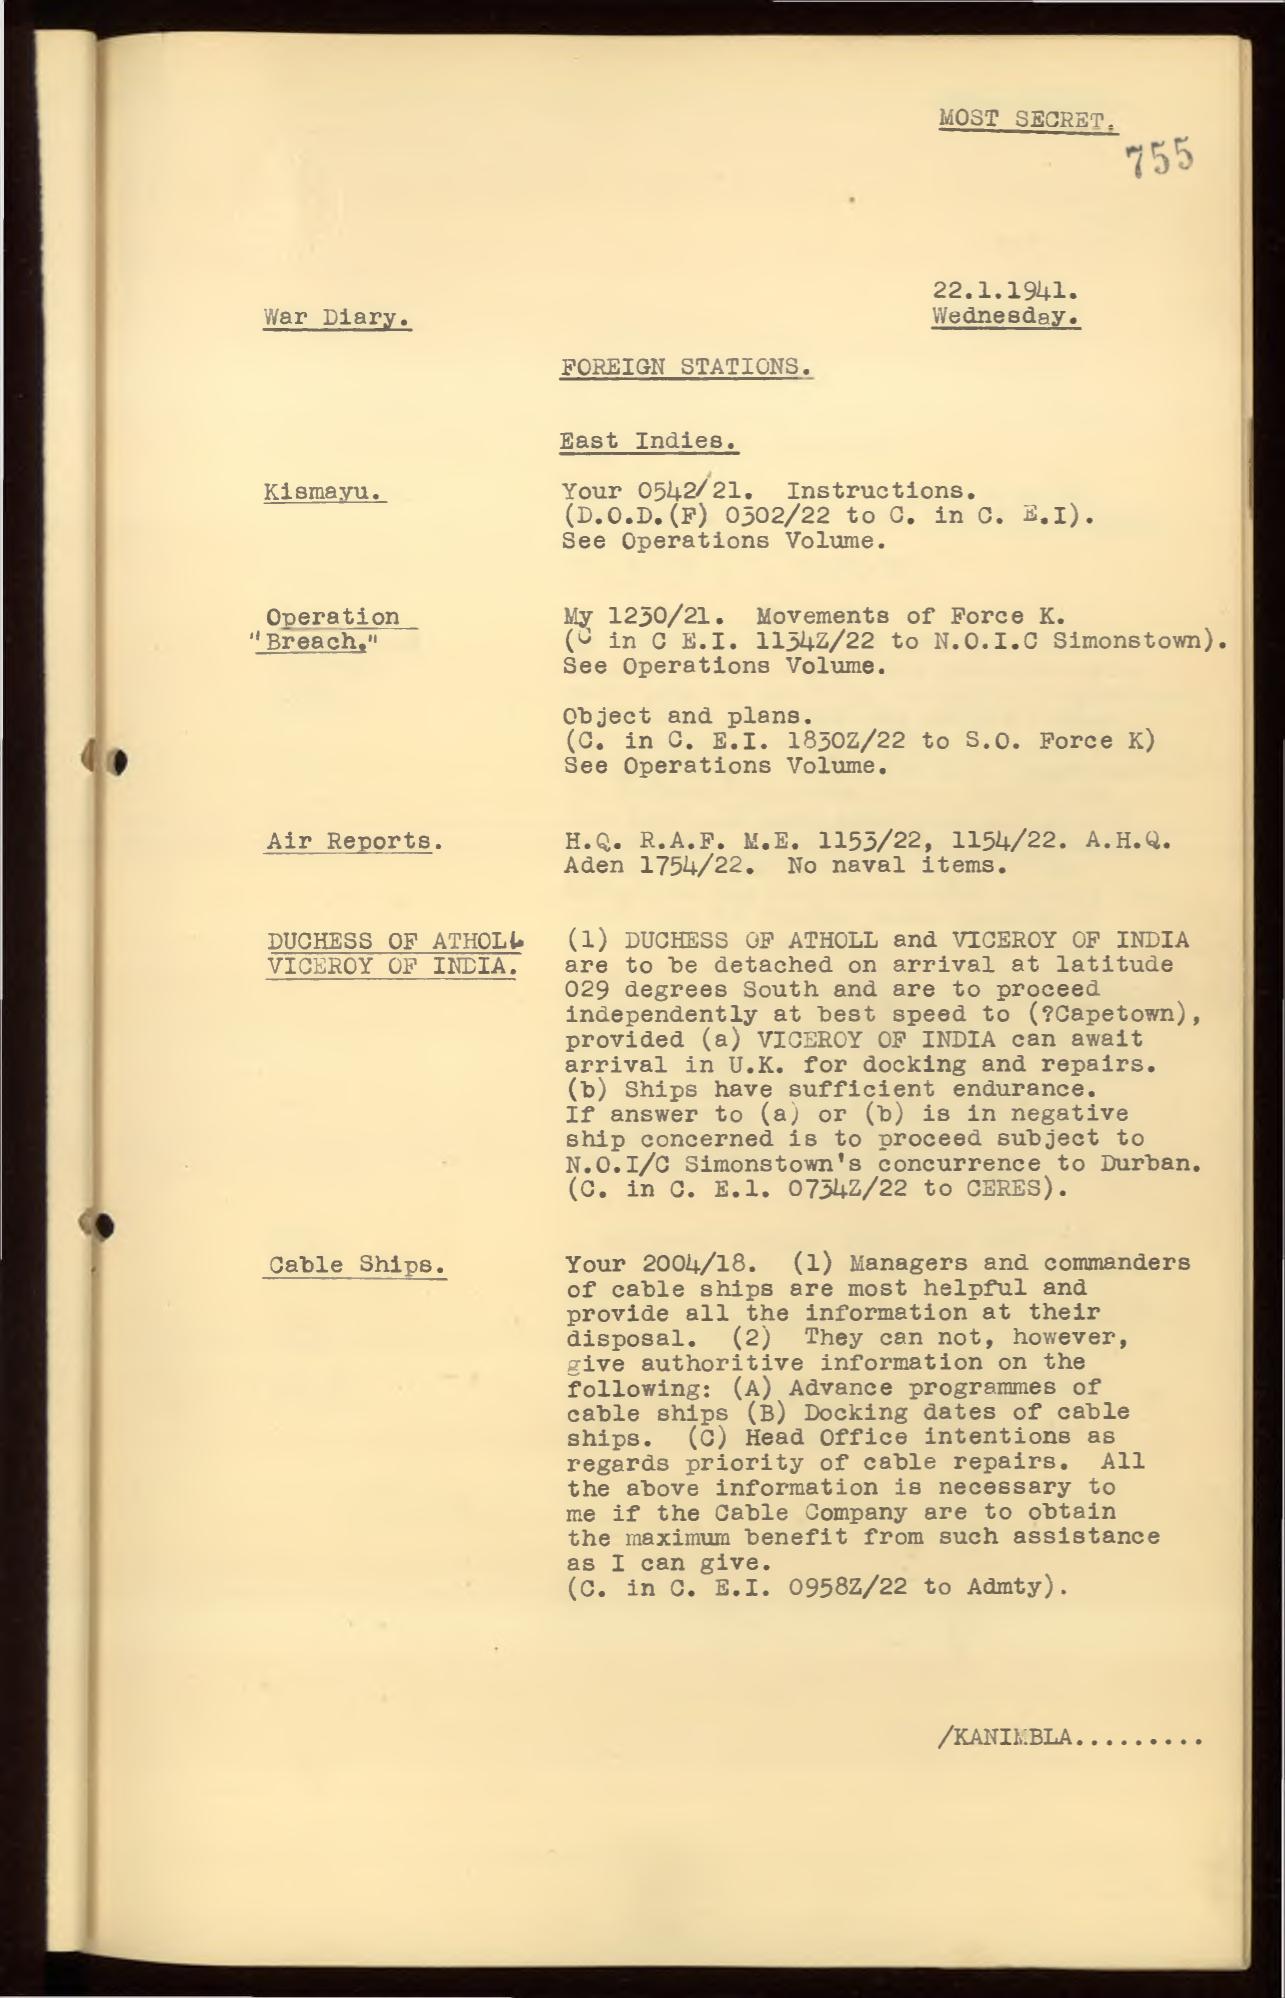 MOST SECRET.
755
22.1.1941.
War Diary.
Wednesday.
FOREIGN STATIONS.
East Indies.
Kismayu.
Your 0542/21. Instructions.
(D.O.D.(F) 0302/22 to C. in C. E.I).
See Operations Volume.
Operation
"Breach."
My 1230/21. Movements of Force K.
(C in C E.I. 1134Z/22 to N.O.I.C Simonstown).
See Operations Volume.
Object and plans.
(C. in C. E.I. 1830Z/22 to S.O. Force K)
See Operations Volume.
Air Reports.
H.Q. R.A.F. M.E. 1153/22, 1154/22. A.H.Q.
Aden 1754/22. No naval items.
DUCHESS OF ATHOLL
VICEROY OF INDIA.
(1) DUCHESS OF ATHOLL and VICEROY OF INDIA
are to be detached on arrival at latitude
029 degrees South and are to proceed
independently at best speed to (?Capetown),
provided (a) VICEROY OF INDIA can await
arrival in U.K. for docking and repairs.
(b) Ships have sufficient endurance.
If answer to (a) or (b) is in negative
ship concerned is to proceed subject to
N.O.I/C Simonstown's concurrence to Durban.
(C. in C. E.l. 0734Z/22 to CERES).
Cable Ships.
Your 2004/18. (1) Managers and commanders
of cable ships are most helpful and
provide all the information at their
disposal. (2) They can not, however,
give authoritive information on the
following: (A) Advance programmes of
cable ships (B) Docking dates of cable
ships. (C) Head Office intentions as
regards priority of cable repairs. All
the above information is necessary to
me if the Cable Company are to obtain
the maximum benefit from such assistance
as I can give.
(C. in C. E.I. 0958Z/22 to Admty).
/KANIMBLA.........